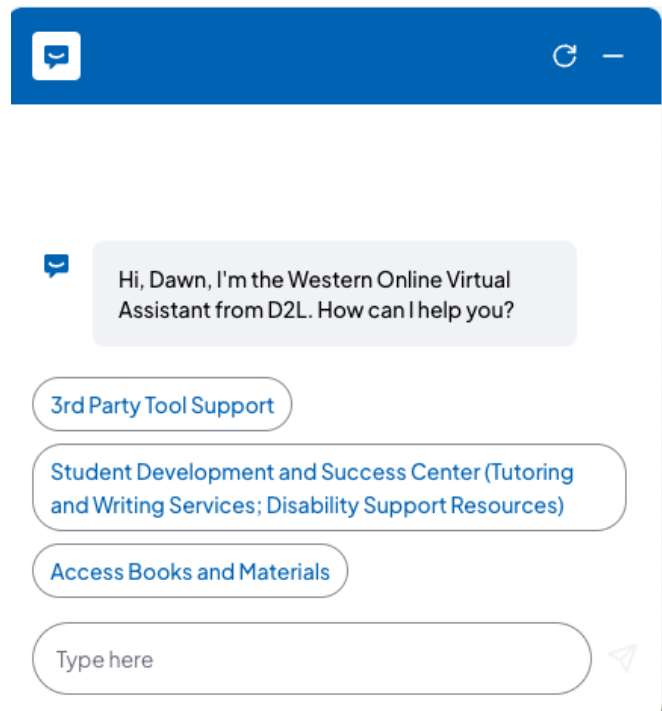 Hi, Dawn, I'm the Western Online Virtual
Assistant from D2L. How can I help you?
3rd Party Tool Support
Student Development and Success Center (Tutoring
and Writing Services; Disability Support Resources)
Access Books and Materials
Type here